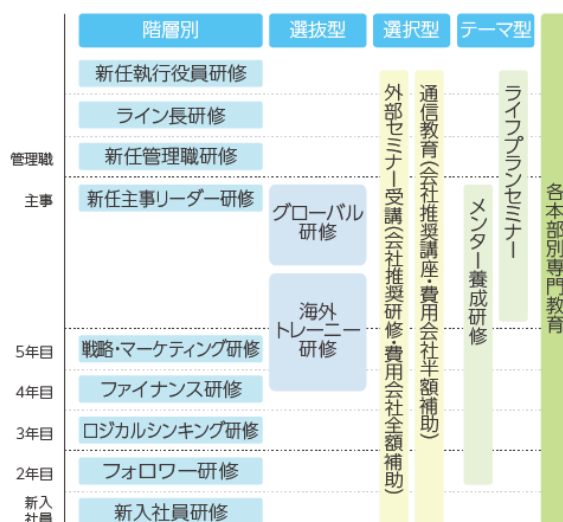 階層別
選抜型
選択型
テーマ型
新任執行役員研修
ライン長研修
管理職
新任管理職研修
主事
新任主事リーダー研修
5年目
戦略・マーケティング研修
4年目
ファイナンス研修
3年目
ロジカルシンキング研修
2年目
フォロワー研修
新入
社員
新入社員研修
グローバル
研修
海外
トレーニー
研修
外部セミナー受講(会社推奨研修・費用会社全額補助)
通信教育(会社推奨講座・費用会社半額補助)
メンター養成研修
ライフプランセミナー
各本部別専門教育